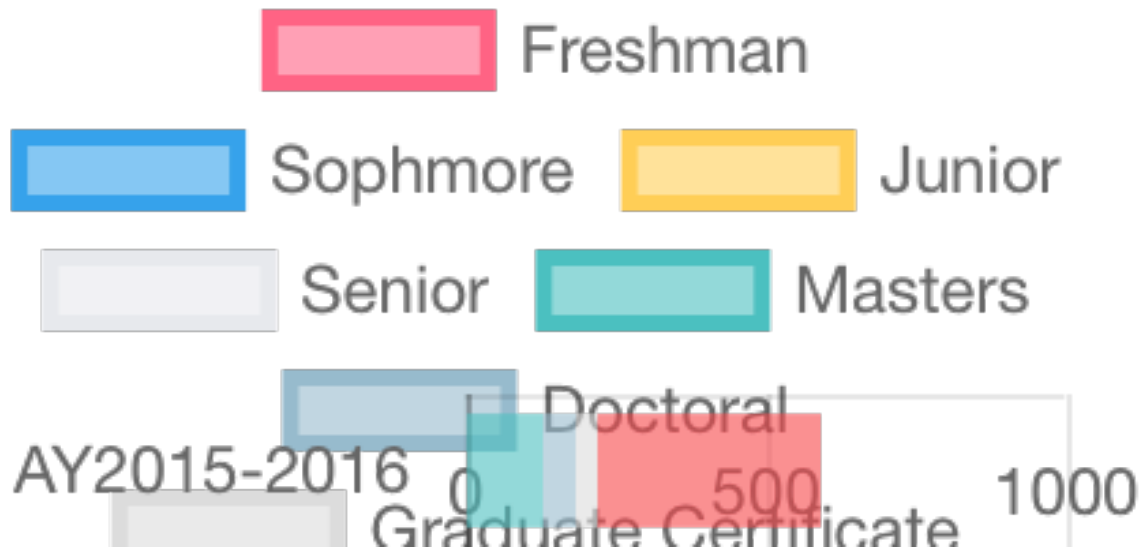 Freshman
Sophmore Junior
Senior Masters
Doctoral
AY2015-2016 0 500 1000
Graduate Certificate